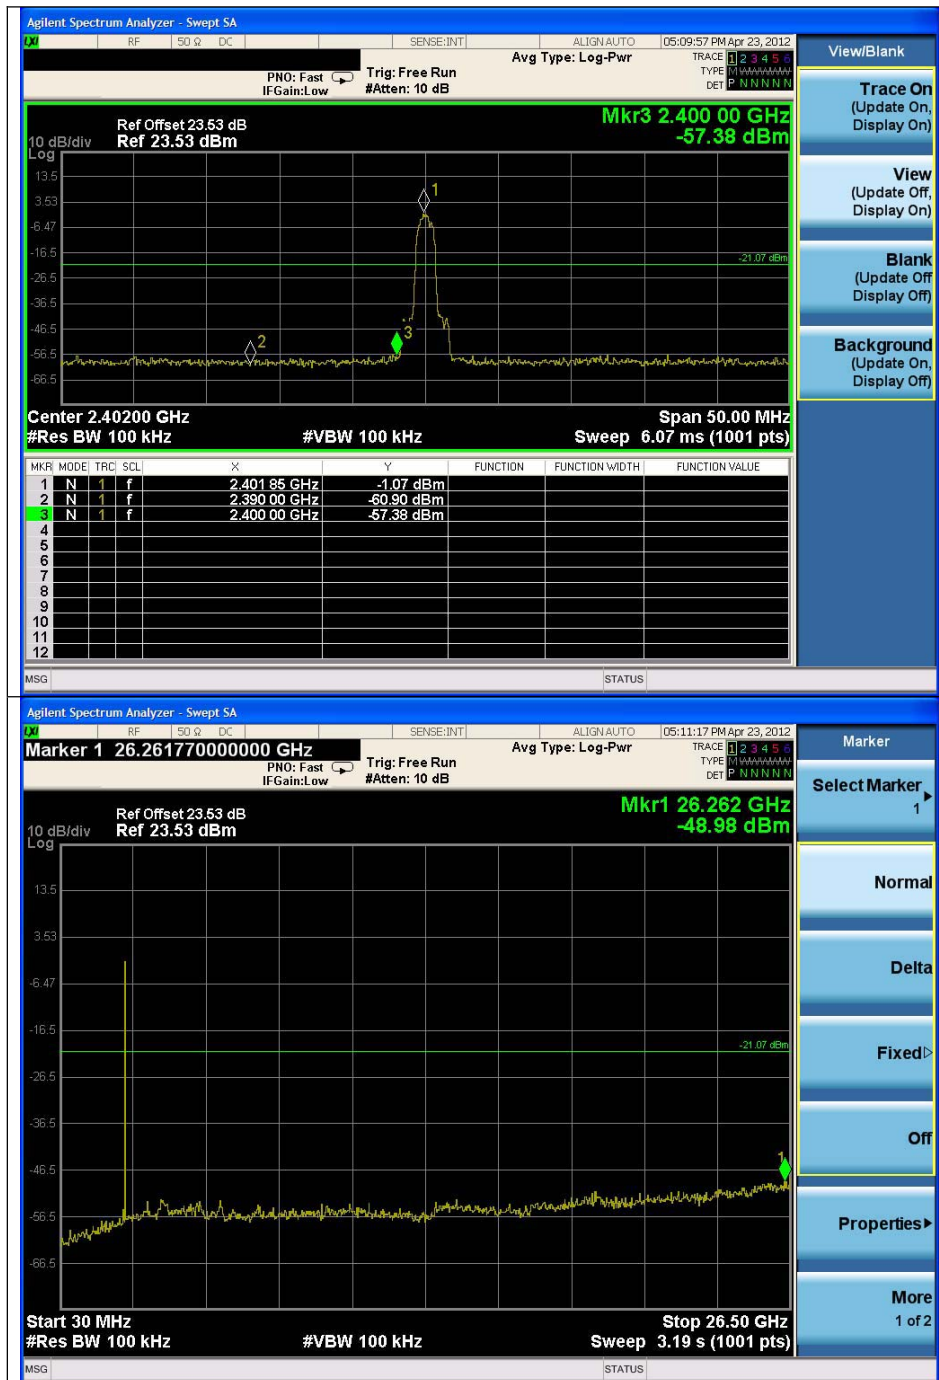 Agilent Spectrum Analyzer - Swept SA
LXI RF 50 Ω DC SENSE:INT ALIGN AUTO 05:09:57 PM Apr 23, 2012
View/Blank
Avg Type: Log-Pwr TRACE 1 2 3 4 5 6
PNO: Fast Trig: Free Run TYPE M W W W W W
IFGain:Low #Atten: 10 dB DET P N N N N N
Trace On
(Update On,
Display On)
Mkr3 2.400 00 GHz
Ref Offset 23.53 dB
10 dB/div Ref 23.53 dBm -57.38 dBm
Log
13.5
3.53
-6.47
-16.5
-26.5
-36.5
-46.5
-56.5
-66.5
1
2
3
-21.07 dBm
View
(Update Off,
Display On)
Blank
(Update Off
Display Off)
Background
(Update On,
Display Off)
Center 2.40200 GHz Span 50.00 MHz
#Res BW 100 kHz #VBW 100 kHz Sweep 6.07 ms (1001 pts)
MKR MODE TRC SCL X Y FUNCTION FUNCTION WIDTH FUNCTION VALUE
1 N 1 f 2.401 85 GHz -1.07 dBm
2 N 1 f 2.390 00 GHz -60.90 dBm
3 N 1 f 2.400 00 GHz -57.38 dBm
4
5
6
7
8
9
10
11
12
MSG STATUS
Agilent Spectrum Analyzer - Swept SA
LXI RF 50 Ω DC SENSE:INT ALIGN AUTO 05:11:17 PM Apr 23, 2012
Marker
Marker 1 26.261770000000 GHz Avg Type: Log-Pwr TRACE 1 2 3 4 5 6
PNO: Fast Trig: Free Run TYPE M W W W W W
IFGain:Low #Atten: 10 dB DET P N N N N N
Select Marker
1
Mkr1 26.262 GHz
Ref Offset 23.53 dB
10 dB/div Ref 23.53 dBm -48.98 dBm
Log
13.5
3.53
-6.47
-16.5
-26.5
-36.5
-46.5
-56.5
-66.5
-21.07 dBm
1
Normal
Delta
Fixed
Off
Properties
More
1 of 2
Start 30 MHz Stop 26.50 GHz
#Res BW 100 kHz #VBW 100 kHz Sweep 3.19 s (1001 pts)
MSG STATUS